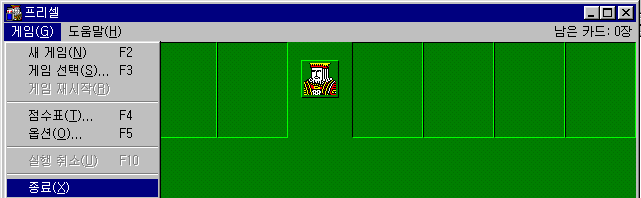 프리셀
게임(G) 도움말(H) 남은 카드: 0장
새 게임(N) F2
게임 선택(S)... F3
게임 재시작(R)
점수표(T)... F4
옵션(O)... F5
실행 취소(U) F10
종료(X)